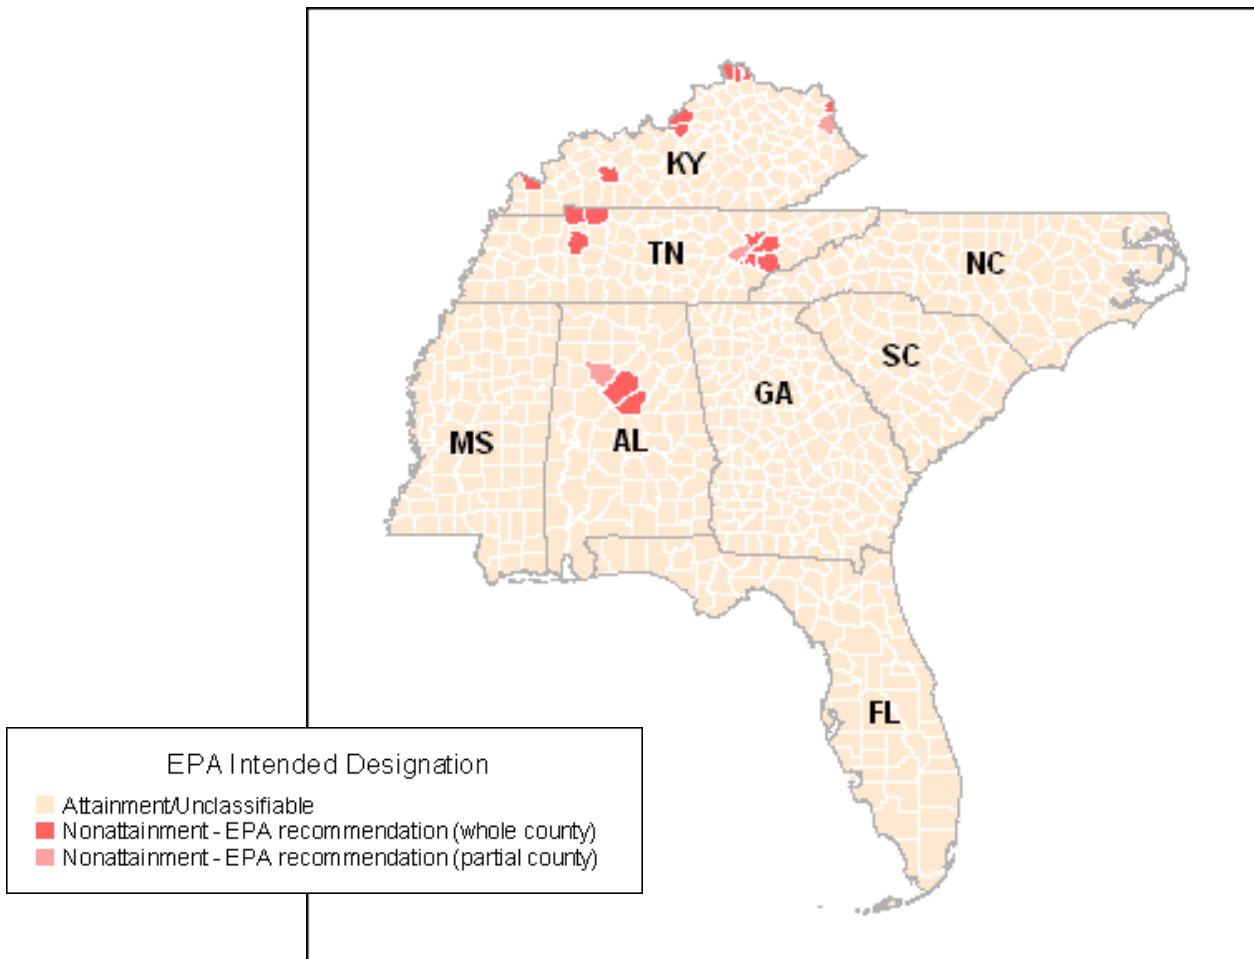 KY
TN
NC
SC
GA
MS
AL
FL
EPA Intended Designation
Attainment/Unclassifiable
Nonattainment - EPA recommendation (whole county)
Nonattainment - EPA recommendation (partial county)